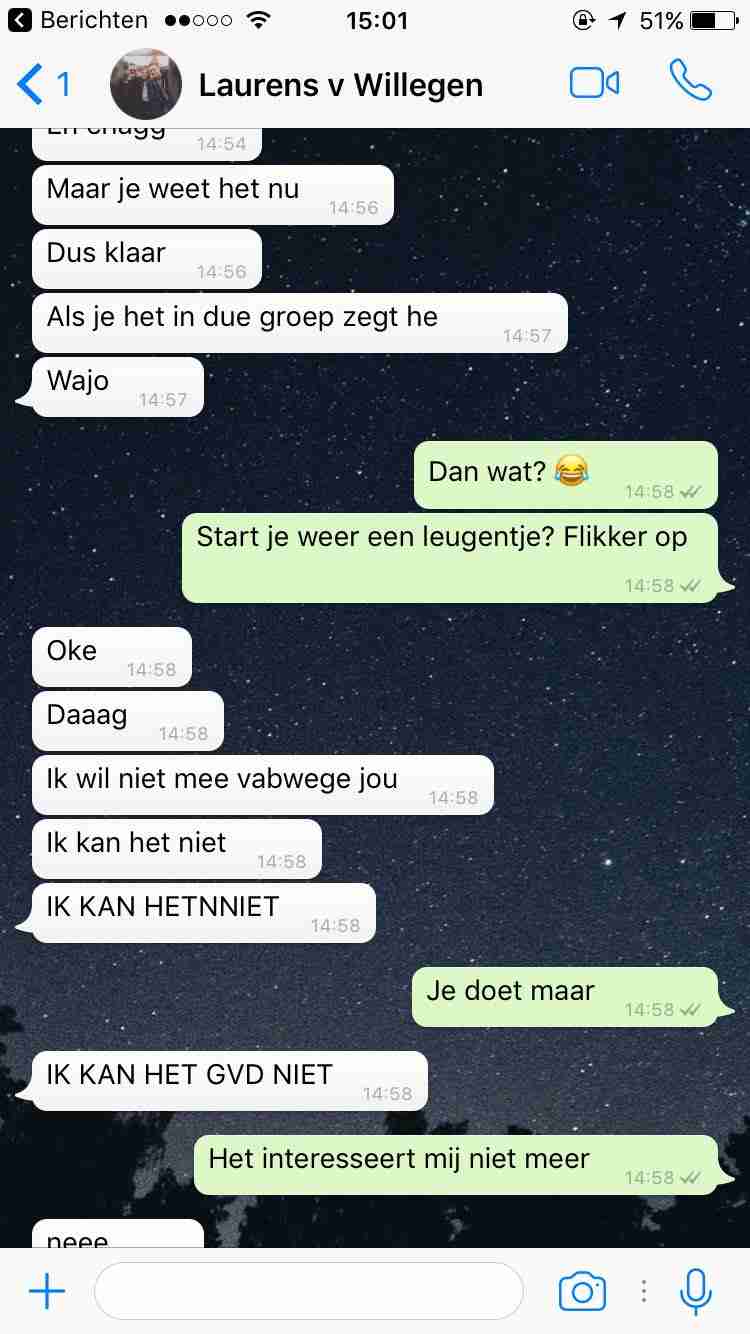 Berichten 15:01 51%
1 Laurens v Willegen
14:54
Maar je weet het nu 14:56
Dus klaar 14:56
Als je het in due groep zegt he 14:57
Wajo 14:57
Dan wat? 😂 14:58
Start je weer een leugentje? Flikker op 14:58
Oke 14:58
Daaag 14:58
Ik wil niet mee vabwege jou 14:58
Ik kan het niet 14:58
IK KAN HETNNIET 14:58
Je doet maar 14:58
IK KAN HET GVD NIET 14:58
Het interesseert mij niet meer 14:58
neee